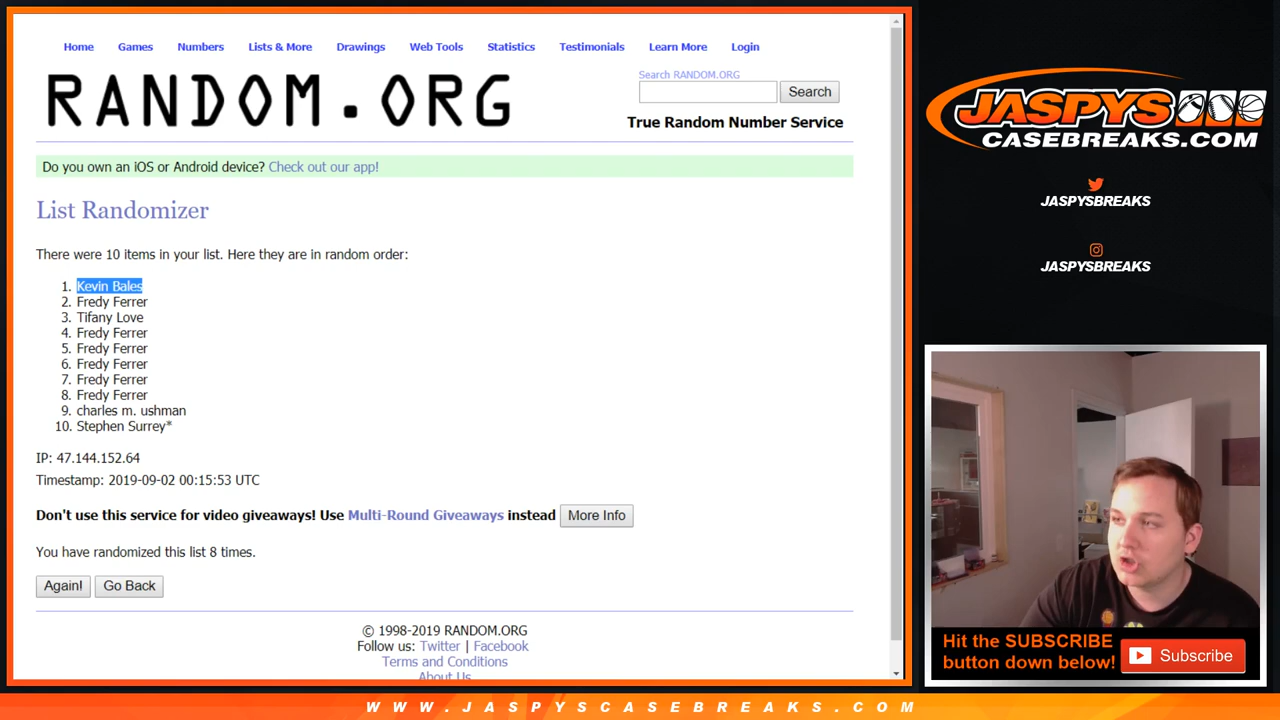 Home Games Numbers Lists & More Drawings Web Tools Statistics Testimonials Learn More Login
RANDOM.ORG
Search RANDOM.ORG
Search
True Random Number Service
Do you own an iOS or Android device? Check out our app!
List Randomizer
There were 10 items in your list. Here they are in random order:
1. Kevin Bales
2. Fredy Ferrer
3. Tifany Love
4. Fredy Ferrer
5. Fredy Ferrer
6. Fredy Ferrer
7. Fredy Ferrer
8. Fredy Ferrer
9. charles m. ushman
10. Stephen Surrey*
IP: 47.144.152.64
Timestamp: 2019-09-02 00:15:53 UTC
Don't use this service for video giveaways! Use Multi-Round Giveaways instead More Info
You have randomized this list 8 times.
Again! Go Back
© 1998-2019 RANDOM.ORG
Follow us: Twitter | Facebook
Terms and Conditions
About Us
JASPYS
CASEBREAKS.COM
JASPYSBREAKS
JASPYSBREAKS
Hit the SUBSCRIBE
button down below!
Subscribe
WWW.JASPYSCASEBREAKS.COM